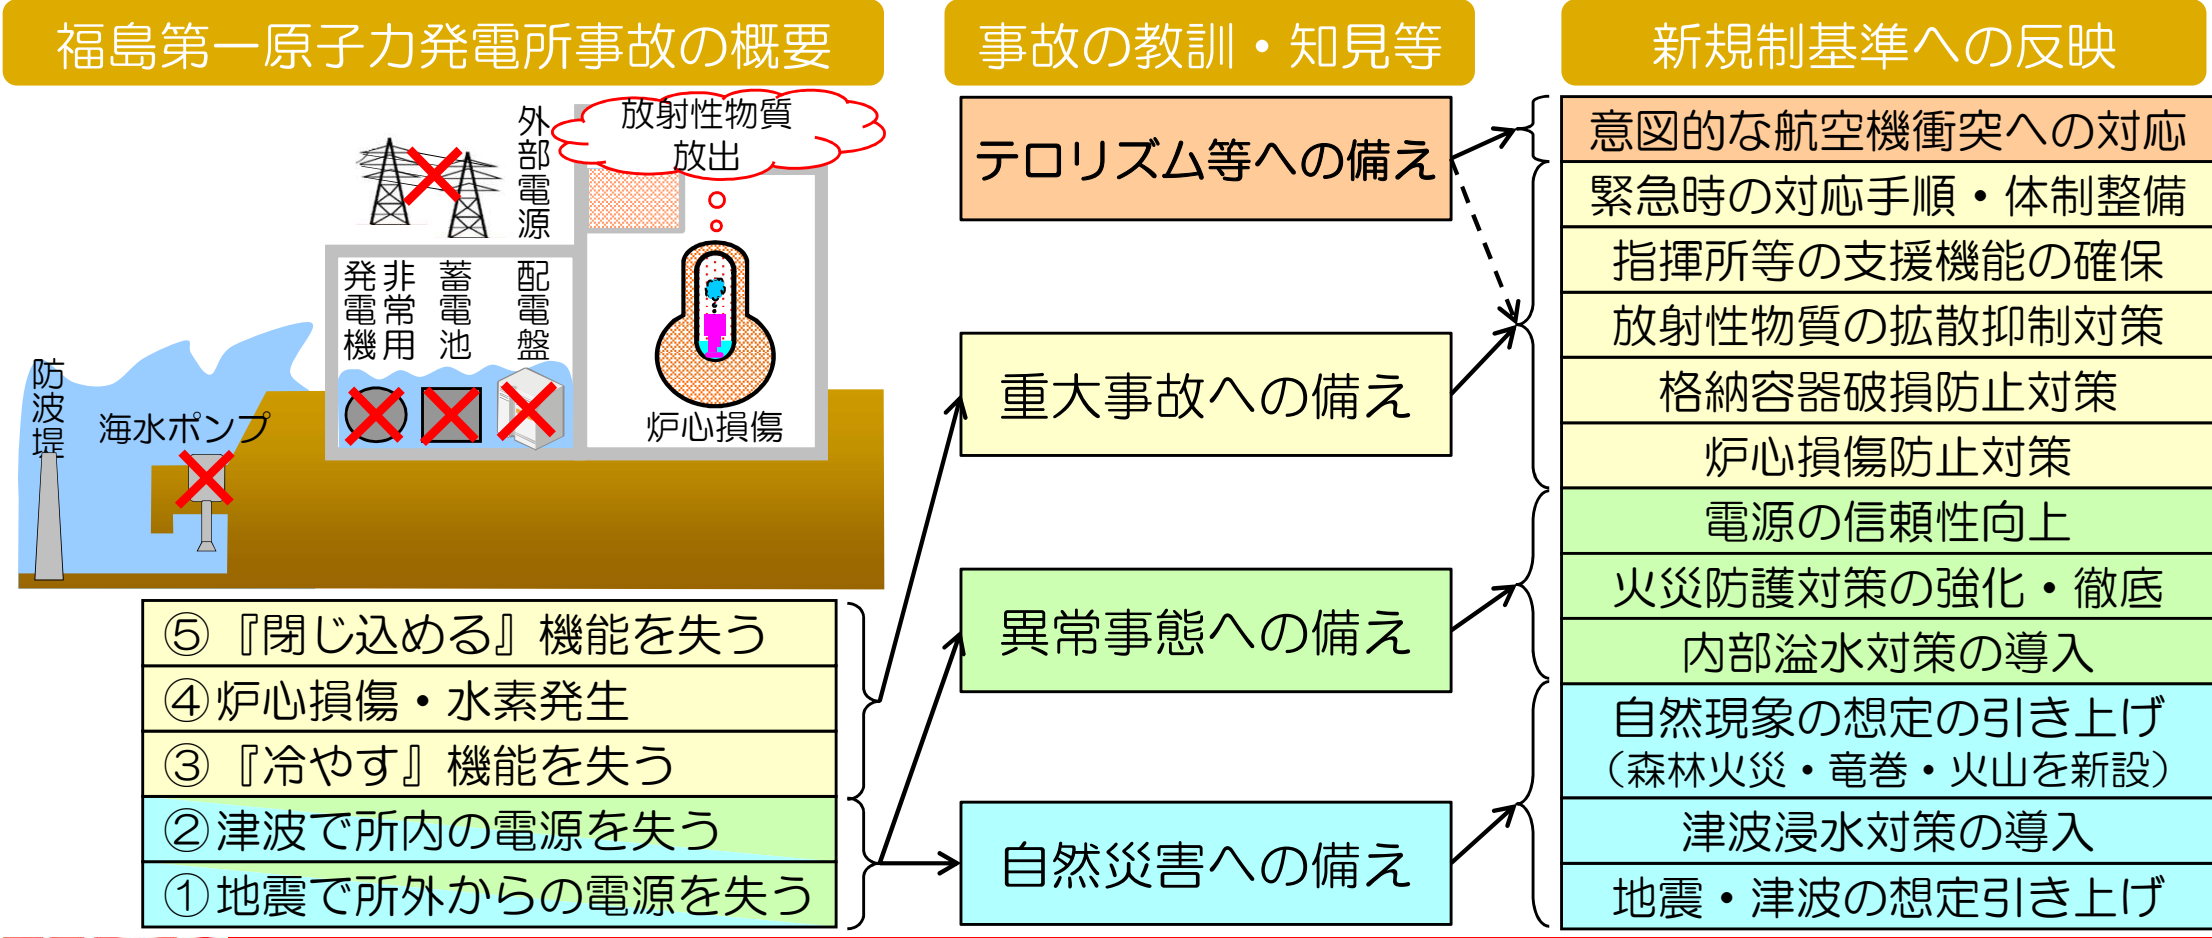 福島第一原子力発電所事故の概要
事故の教訓・知見等
新規制基準への反映
放射性物質
放出
外部電源
非常用
発電機
蓄電池
配電盤
防波堤
海水ポンプ
炉心損傷
⑤『閉じ込める』機能を失う
④炉心損傷・水素発生
③『冷やす』機能を失う
②津波で所内の電源を失う
①地震で所外からの電源を失う
テロリズム等への備え
重大事故への備え
異常事態への備え
自然災害への備え
意図的な航空機衝突への対応
緊急時の対応手順・体制整備
指揮所等の支援機能の確保
放射性物質の拡散抑制対策
格納容器破損防止対策
炉心損傷防止対策
電源の信頼性向上
火災防護対策の強化・徹底
内部溢水対策の導入
自然現象の想定の引き上げ
（森林火災・竜巻・火山を新設）
津波浸水対策の導入
地震・津波の想定引き上げ